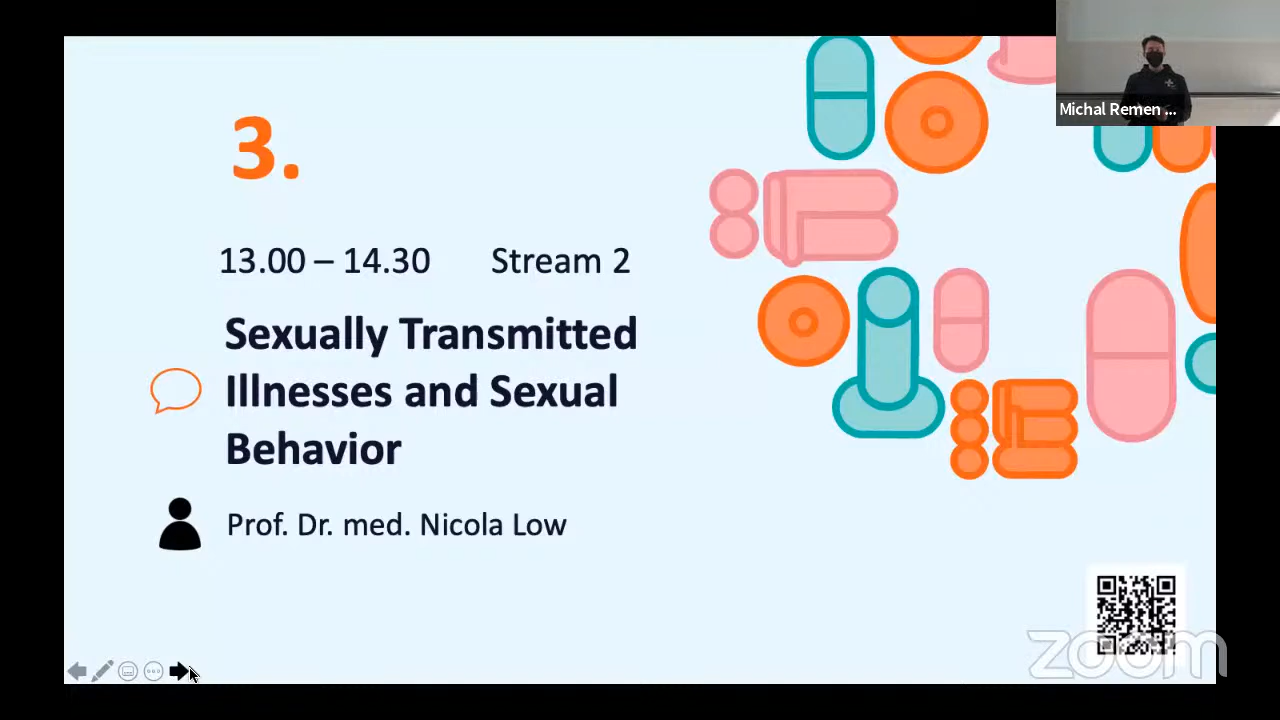 Michal Remen ...
3.
13.00 – 14.30 Stream 2
Sexually Transmitted
Illnesses and Sexual
Behavior
Prof. Dr. med. Nicola Low
zoom